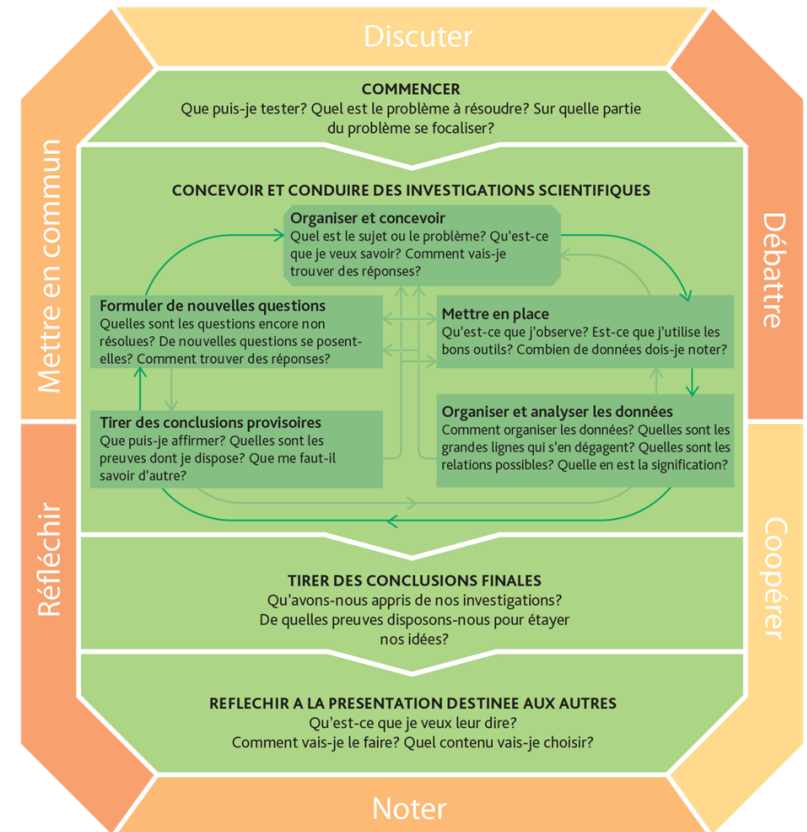 Discuter
COMMENCER
Que puis-je tester? Quel est le problème à résoudre? Sur quelle partie
du problème se focaliser?
Mettre en commun
Débattre
CONCEVOIR ET CONDUIRE DES INVESTIGATIONS SCIENTIFIQUES
Organiser et concevoir
Quel est le sujet ou le problème? Qu'est-ce
que je veux savoir? Comment vais-je
trouver des réponses?
Formuler de nouvelles questions
Quelles sont les questions encore non
résolues? De nouvelles questions se posent-
elles? Comment trouver des réponses?
Mettre en place
Qu'est-ce que j'observe? Est-ce que j'utilise les
bons outils? Combien de données dois-je noter?
Tirer des conclusions provisoires
Que puis-je affirmer? Quelles sont les
preuves dont je dispose? Que me faut-il
savoir d'autre?
Organiser et analyser les données
Comment organiser les données? Quelles sont les
grandes lignes qui s'en dégagent? Quelles sont les
relations possibles? Quelle en est la signification?
Réfléchir
Coopérer
TIRER DES CONCLUSIONS FINALES
Qu'avons-nous appris de nos investigations?
De quelles preuves disposons-nous pour étayer
nos idées?
REFLECHIR A LA PRESENTATION DESTINEE AUX AUTRES
Qu'est-ce que je veux leur dire?
Comment vais-je le faire? Quel contenu vais-je choisir?
Noter